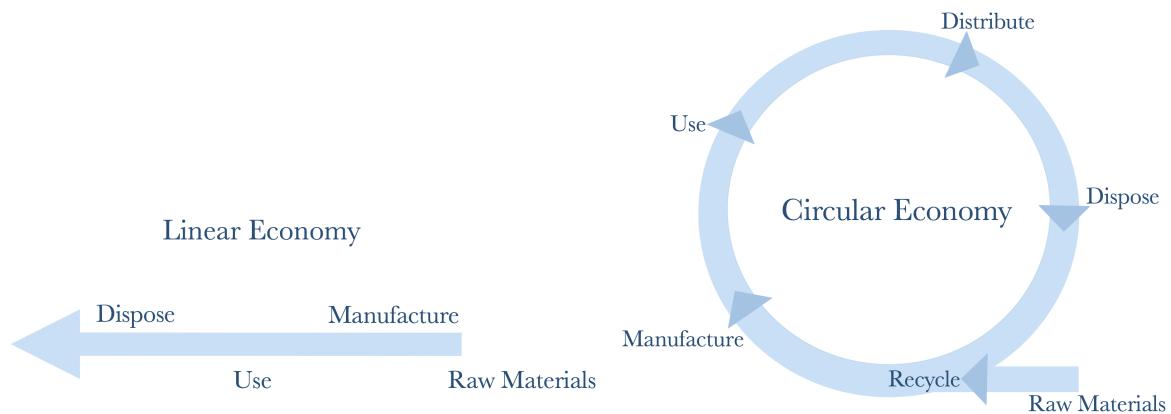 Linear Economy
Dispose
Manufacture
Use
Raw Materials
Distribute
Use
Dispose
Circular Economy
Manufacture
Recycle
Raw Materials